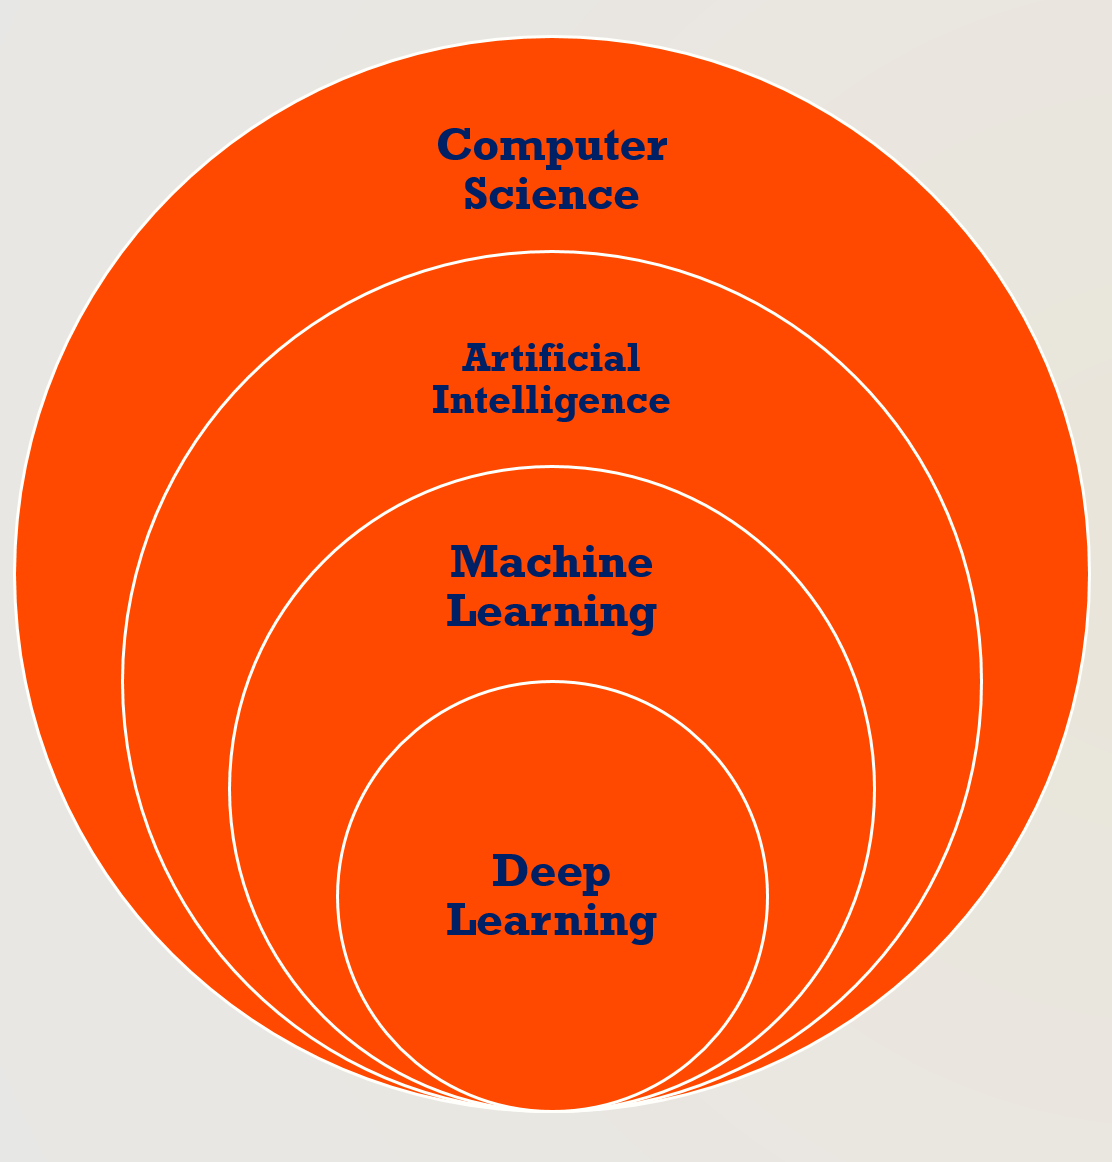 Computer
Science
Artificial
Intelligence
Machine
Learning
Deep
Learning